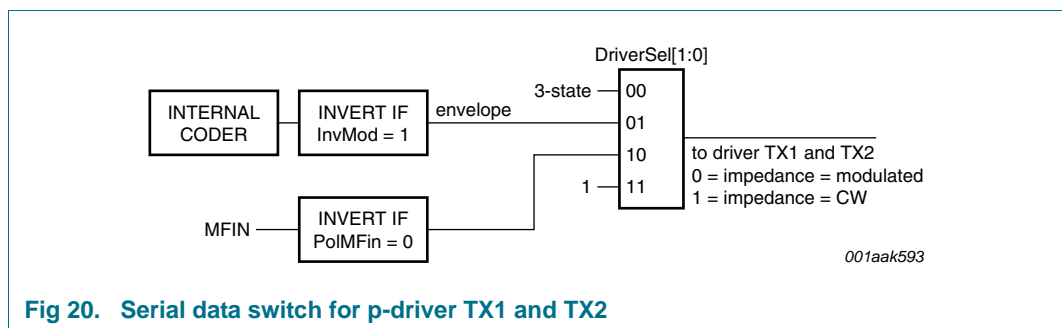 DriverSel[1:0]
3-state
00
INTERNAL
CODER
INVERT IF
InvMod = 1
envelope
01
10
1
11
to driver TX1 and TX2
0 = impedance = modulated
1 = impedance = CW
MFIN
INVERT IF
PolMFin = 0
001aak593
Fig 20. Serial data switch for p-driver TX1 and TX2